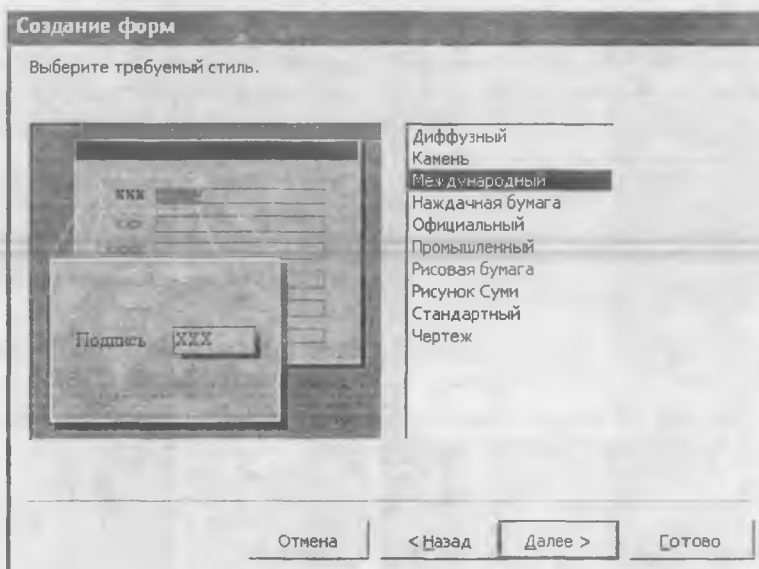 Создание форм
Выберите требуемый стиль.
Диффузный
Камень
Международный
Наждачная бумага
Официальный
Промышленный
Рисовая бумага
Рисунок Суми
Стандартный
Чертеж
XXX
Подпись XXX
Отмена
< Назад
Далее >
Готово